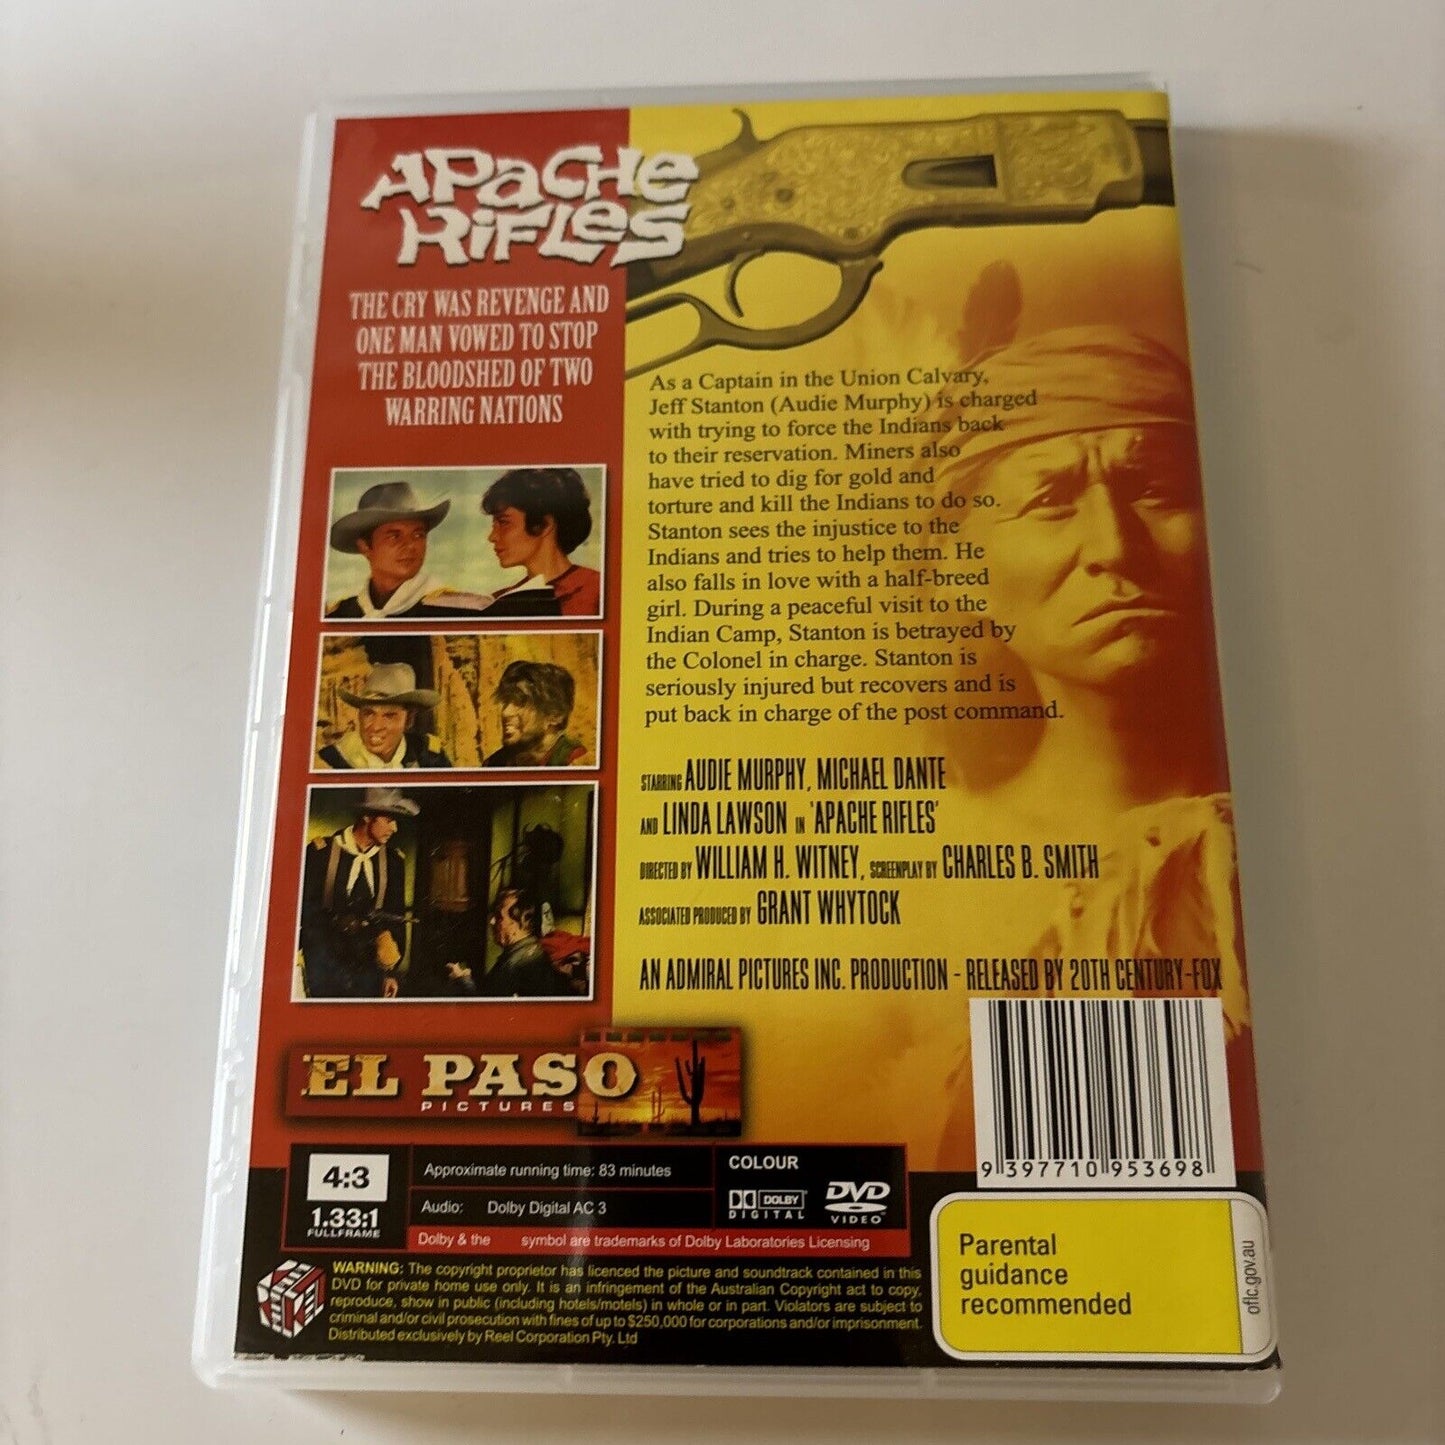 APACHE
RIFLES
THE CRY WAS REVENGE AND
ONE MAN VOWED TO STOP
THE BLOODSHED OF TWO
WARRING NATIONS
As a Captain in the Union Calvary,
Jeff Stanton (Audie Murphy) is charged
with trying to force the Indians back
to their reservation. Miners also
have tried to dig for gold and
torture and kill the Indians to do so.
Stanton sees the injustice to the
Indians and tries to help them. He
also falls in love with a half-breed
girl. During a peaceful visit to the
Indian Camp, Stanton is betrayed by
the Colonel in charge. Stanton is
seriously injured but recovers and is
put back in charge of the post command.
STARRING AUDIE MURPHY, MICHAEL DANTE
AND LINDA LAWSON IN 'APACHE RIFLES'
DIRECTED BY WILLIAM H. WITNEY, SCREENPLAY BY CHARLES B. SMITH
ASSOCIATED PRODUCED BY GRANT WHYTOCK
AN ADMIRAL PICTURES INC. PRODUCTION - RELEASED BY 20TH CENTURY-FOX
EL PASO
PICTURES
9 397710 953698
4:3
1.33:1
FULLFRAME
Approximate running time: 83 minutes
Audio: Dolby Digital AC 3
COLOUR
DOLBY
DIGITAL
DVD
VIDEO
Dolby & the symbol are trademarks of Dolby Laboratories Licensing
WARNING: The copyright proprietor has licenced the picture and soundtrack contained in this
DVD for private home use only. It is an infringement of the Australian Copyright act to copy,
reproduce, show in public (including hotels/motels) in whole or in part. Violators are subject to
criminal and/or civil prosecution with fines of up to $250,000 for corporations and/or imprisonment.
Distributed exclusively by Reel Corporation Pty. Ltd
REEL
Parental
guidance
recommended
oflc.gov.au